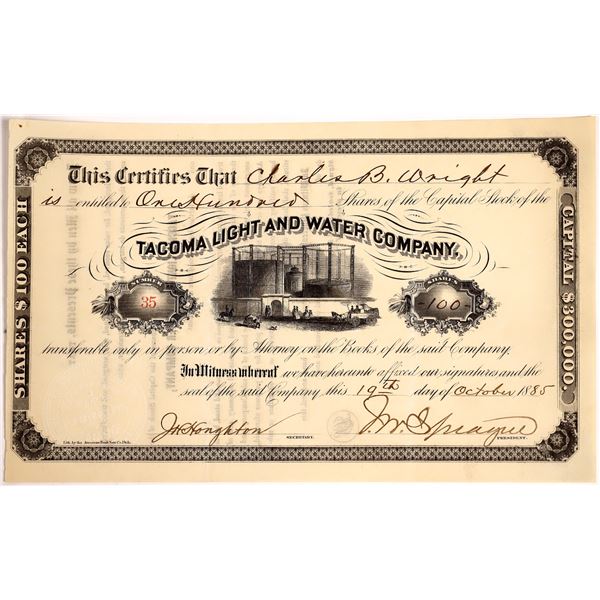 This Certifies That Charles B. Wright
is entitled to One Hundred Shares of the Capital Stock of the
TACOMA LIGHT AND WATER COMPANY,
NUMBER
35
SHARES
-100-
transferable only in person or by Attorney on the Books of the said Company.
In Witness whereof we have hereunto affixed our signatures and the
seal of the said Company, this 19th day of October 1885
SECRETARY.
PRESIDENT.
SHARES $100 EACH
CAPITAL $300,000.